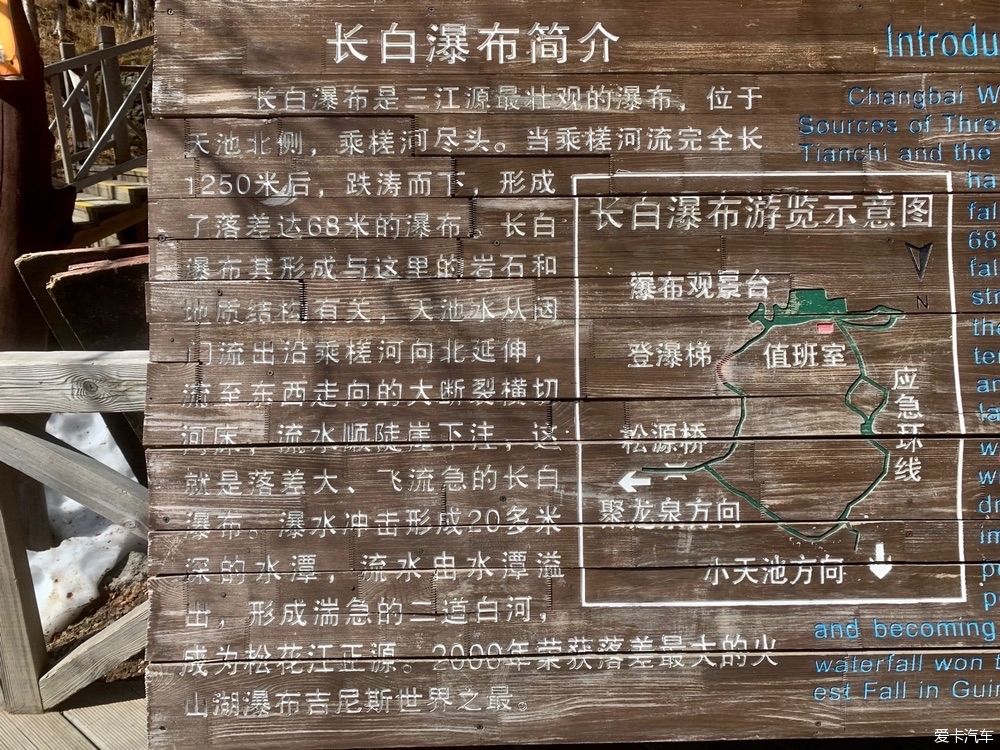 长白瀑布简介
长白瀑布是三江源最壮观的瀑布，位于
天池北侧，乘槎河尽头。当乘槎河流完全长
1250米后，跌涛而下，形成
了落差达68米的瀑布。长白
瀑布其形成与这里的岩石和
地质结构有关，天池水从闼
门流出沿乘槎河向北延伸，
流至东西走向的大断裂横切
河床，流水顺陡崖下注，这
就是落差大、飞流急的长白
瀑布。瀑水冲击形成20多米
深的水潭，流水由水潭溢
出，形成湍急的二道白河，
成为松花江正源。2000年荣获落差最大的火
山湖瀑布吉尼斯世界之最。
长白瀑布游览示意图
N
瀑布观景台
登瀑梯
值班室
应急环线
松源桥
聚龙泉方向
小天池方向
Introdu
Changbai W
Sources of Thre
Tianchi and the
ha
fal
68
fal
str
the
te
an
la
w
w
dr
im
po
p
and becoming
waterfall won t
est Fall in Guin
爱卡汽车